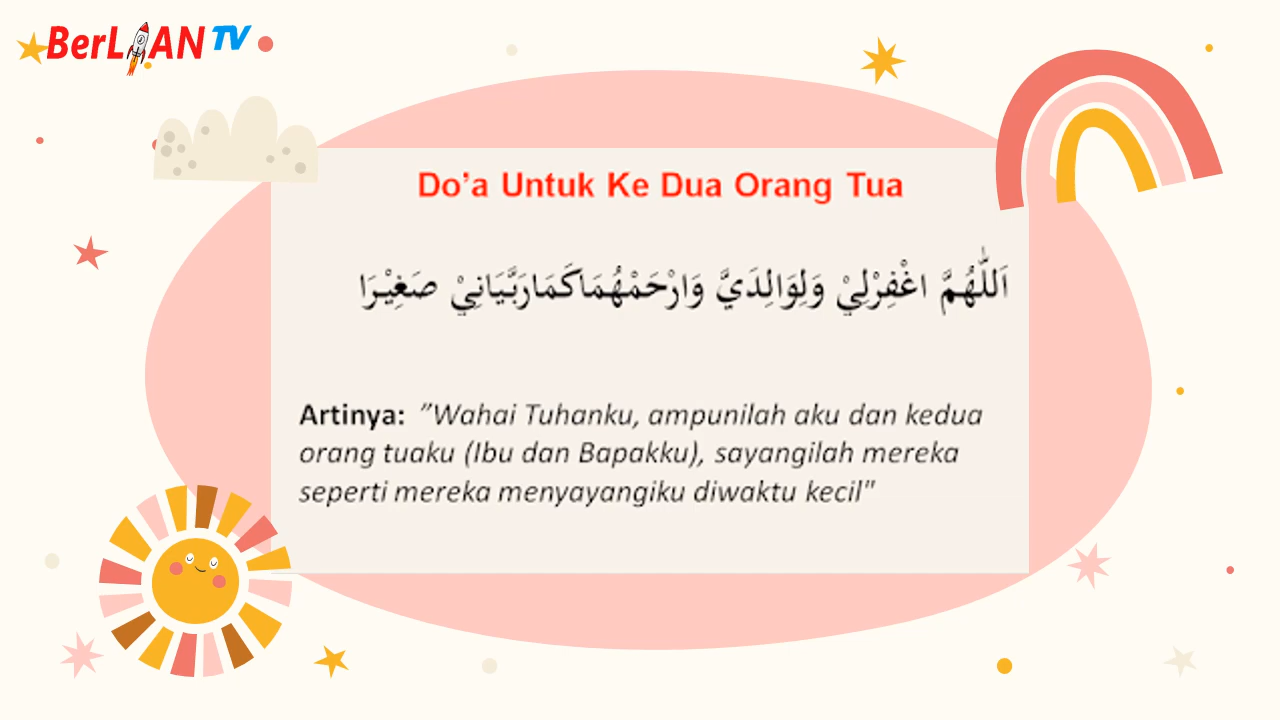 BerLIAN TV
Do'a Untuk Ke Dua Orang Tua
اَللّٰهُمَّ اغْفِرْلِيْ وَلِوَالِدَيَّ وَارْحَمْهُمَاكَمَارَبَّيَانِيْ صَغِيْرَا
Artinya: "Wahai Tuhanku, ampunilah aku dan kedua
orang tuaku (Ibu dan Bapakku), sayangilah mereka
seperti mereka menyayangiku diwaktu kecil"